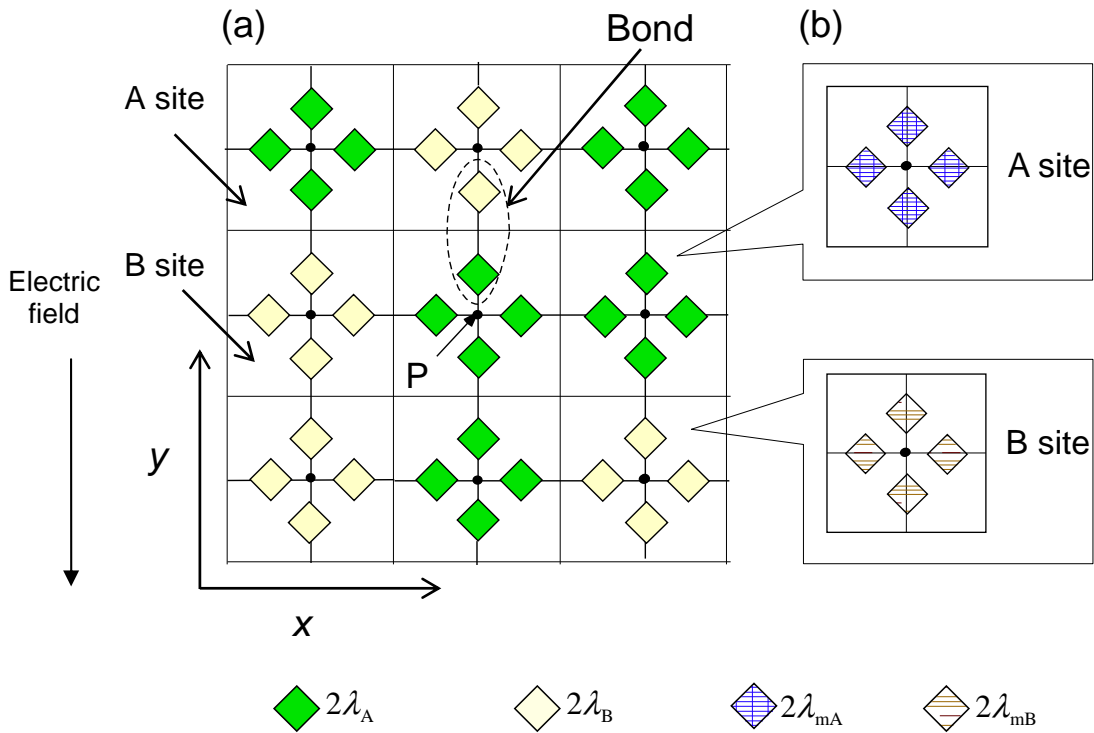 (a)
Bond
(b)
A site
A site
B site
Electric
field
P
B site
y
x
2λA
2λB
2λmA
2λmB